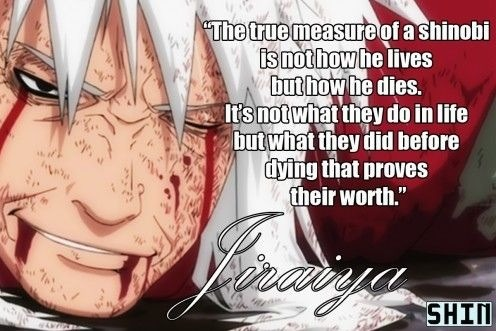 “The true measure of a shinobi
is not how he lives
but how he dies.
It's not what they do in life
but what they did before
dying that proves
their worth.”
Jiraiya
SHIN